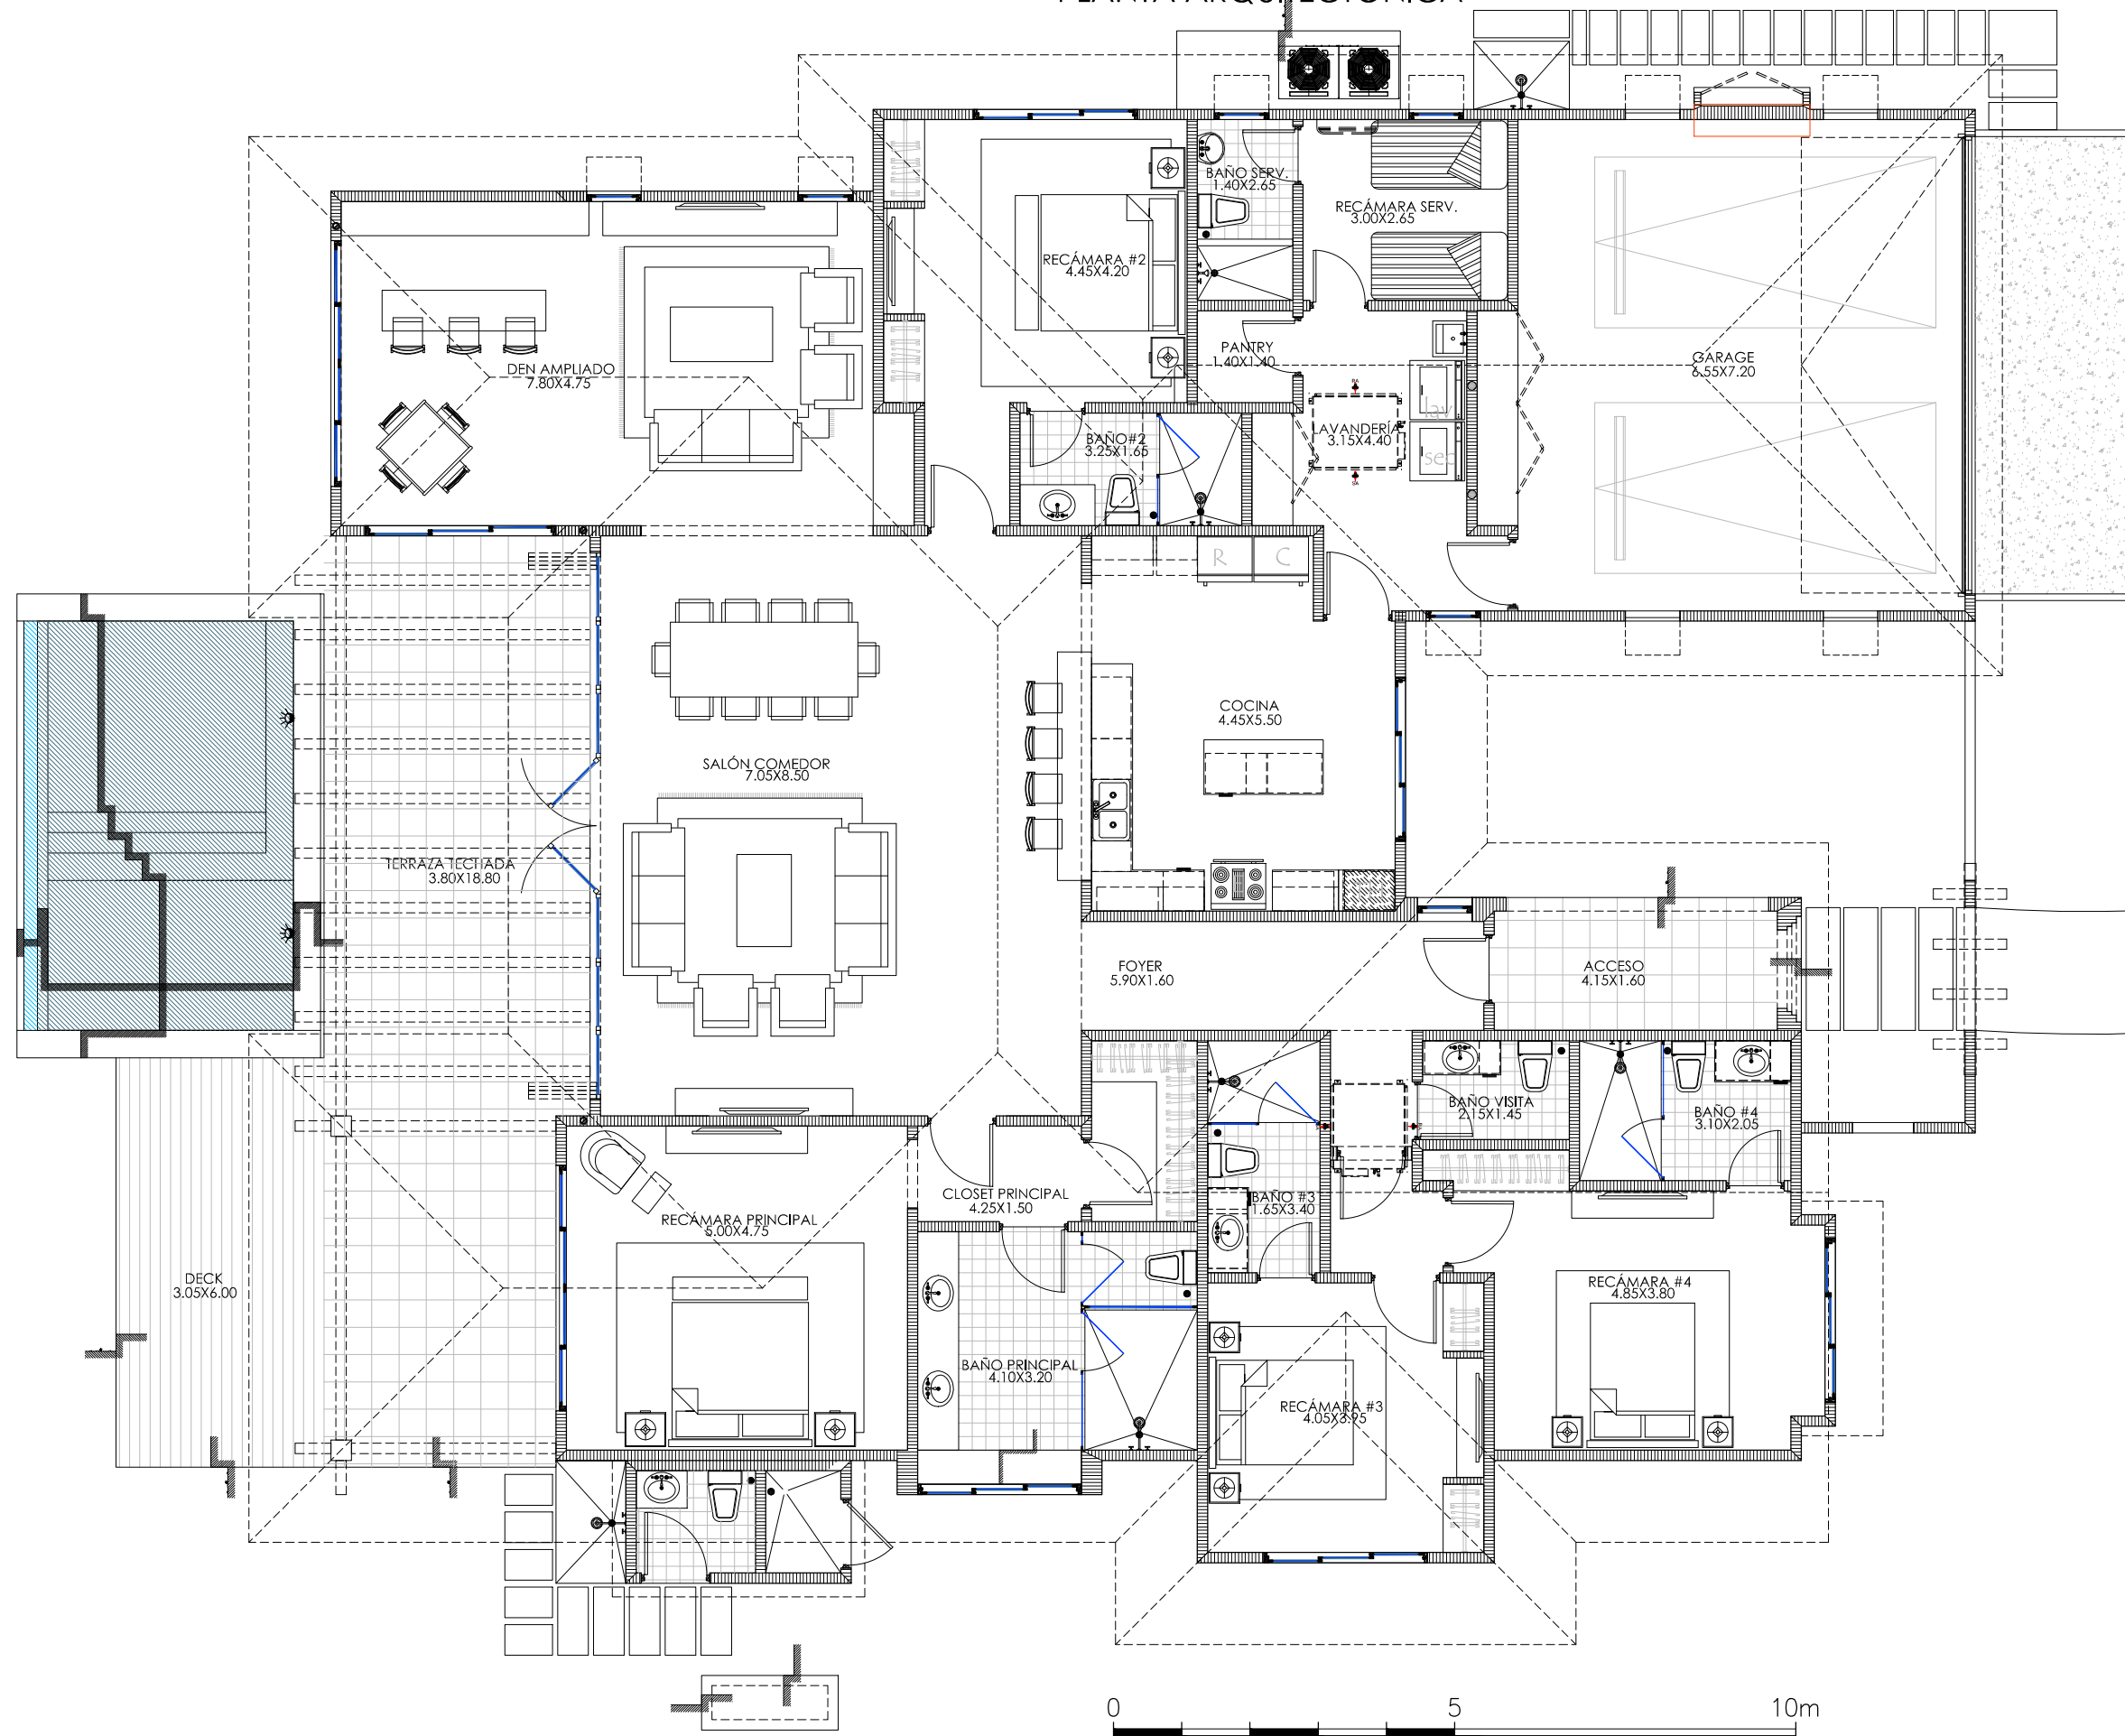 PLANTA ARQUITECTÓNICA
BAÑO SERV.
1.40X2.65
RECÁMARA SERV.
3.00X2.65
RECÁMARA #2
4.45X4.20
DEN AMPLIADO
7.80X4.75
PANTRY
1.40X1.40
GARAGE
6.55X7.20
BAÑO#2
3.25X1.65
LAVANDERÍA
3.15X4.40
lav
sec
R
C
COCINA
4.45X5.50
SALÓN COMEDOR
7.05X8.50
TERRAZA TECHADA
3.80X18.80
FOYER
5.90X1.60
ACCESO
4.15X1.60
BAÑO VISITA
2.15X1.45
BAÑO #4
3.10X2.05
CLOSET PRINCIPAL
4.25X1.50
BAÑO #3
1.65X3.40
RECÁMARA PRINCIPAL
5.00X4.75
DECK
3.05X6.00
RECÁMARA #4
4.85X3.80
BAÑO PRINCIPAL
4.10X3.20
RECÁMARA #3
4.05X3.95
0 5 10m